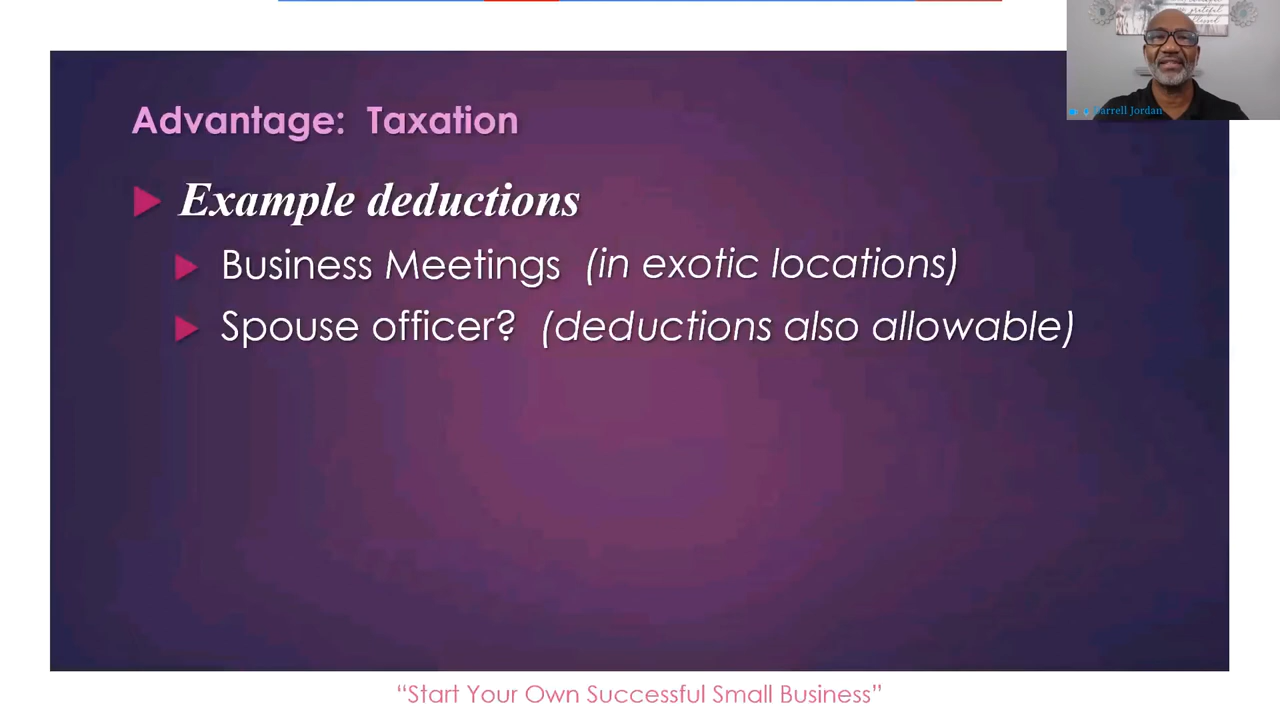 Advantage: Taxation
Example deductions
Business Meetings (in exotic locations)
Spouse officer? (deductions also allowable)
Darrell Jordan
“Start Your Own Successful Small Business”